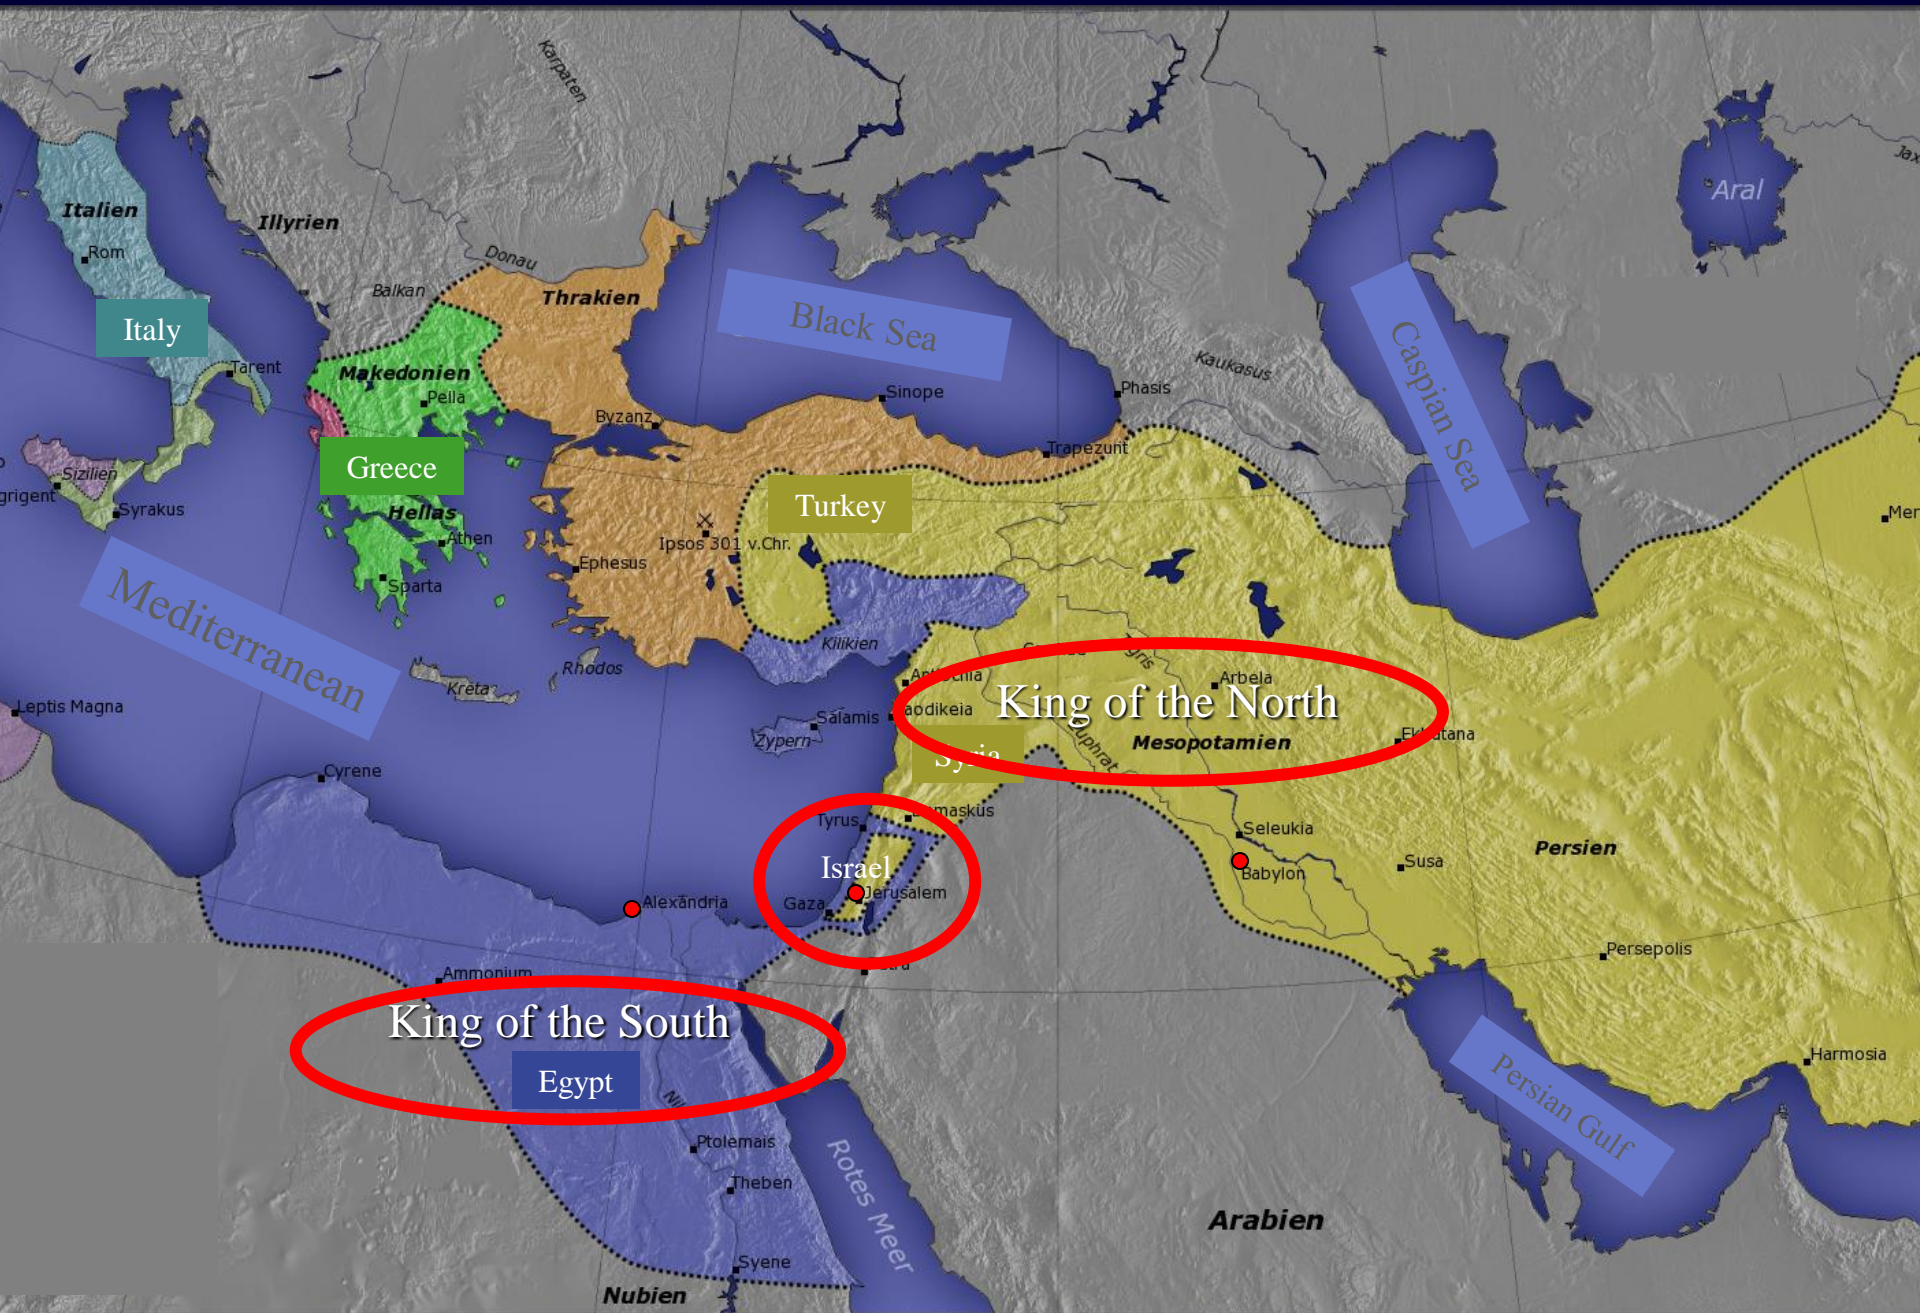 Karpaten
Aral
Italien
Illyrien
Rom
Donau
Balkan
Thrakien
Black Sea
Italy
Caspian Sea
Kaukasus
Tarent
Makedonien
Pella
Sinope
Phasis
Byzanz
Trapezunt
Greece
Sizilien
Turkey
Syrakus
Hellas
Athen
Ipsos 301 v.Chr.
Ephesus
Sparta
Mediterranean
Kilikien
Rhodos
Kreta
Arbela
King of the North
Leptis Magna
Salamis
Zypern
Mesopotamien
Syria
Cyrene
Tyrus
Seleukia
Persien
Israel
Susa
Babylon
Jerusalem
Gaza
Alexandria
Persepolis
Ammonium
King of the South
Egypt
Harmosia
Persian Gulf
Ptolemais
Theben
Rotes Meer
Arabien
Syene
Nubien